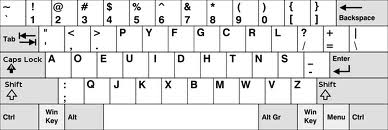 ~ ! @ # $ % ^ & * ( ) { }
` 1 2 3 4 5 6 7 8 9 0 [ ] Backspace
Tab " < > P Y F G C R L ? + |
' , . / = \
Caps Lock A O E U I D H T N S _ Enter
-
Shift : Q J K X B M W V Z Shift
;
Ctrl Win Key Alt Alt Gr Win Key Menu Ctrl